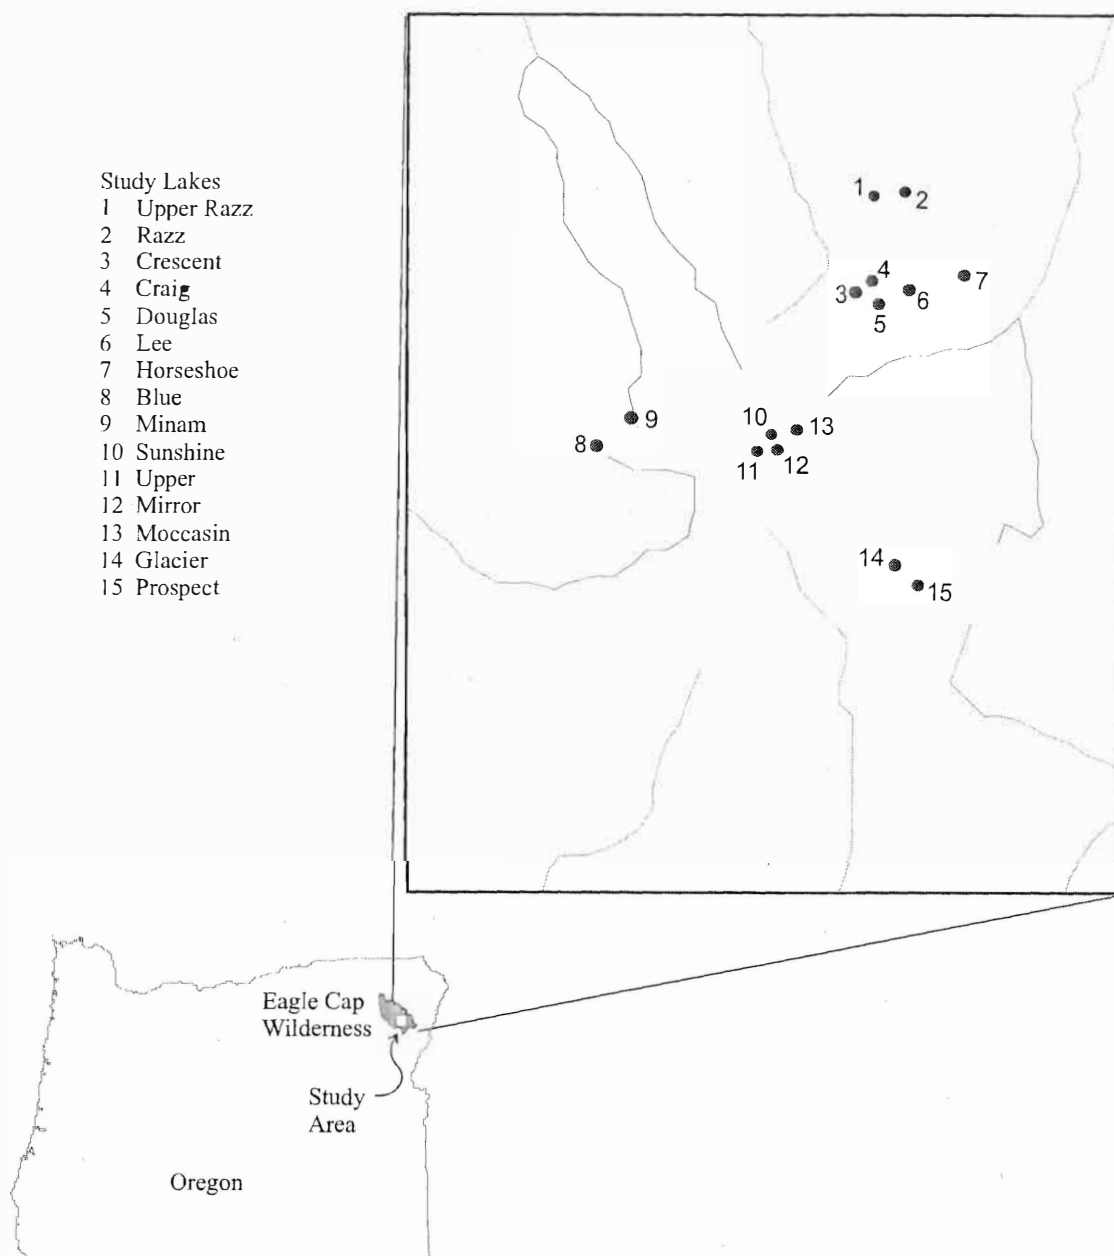 Study Lakes
1 Upper Razz
2 Razz
3 Crescent
4 Craig
5 Douglas
6 Lee
7 Horseshoe
8 Blue
9 Minam
10 Sunshine
11 Upper
12 Mirror
13 Moccasin
14 Glacier
15 Prospect
1
2
4
7
3
6
5
9
10
13
8
11
12
14
15
Eagle Cap
Wilderness
Study
Area
Oregon